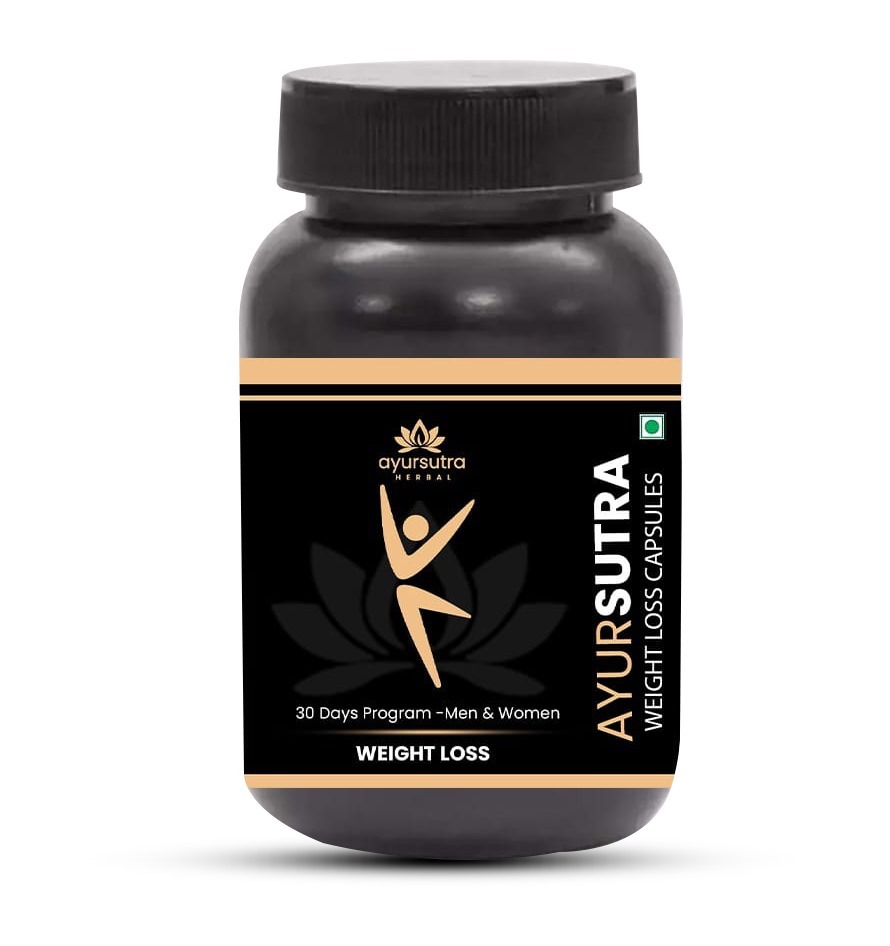 ayursutra
HERBAL
30 Days Program -Men & Women
WEIGHT LOSS
AYURSUTRA
WEIGHT LOSS CAPSULES